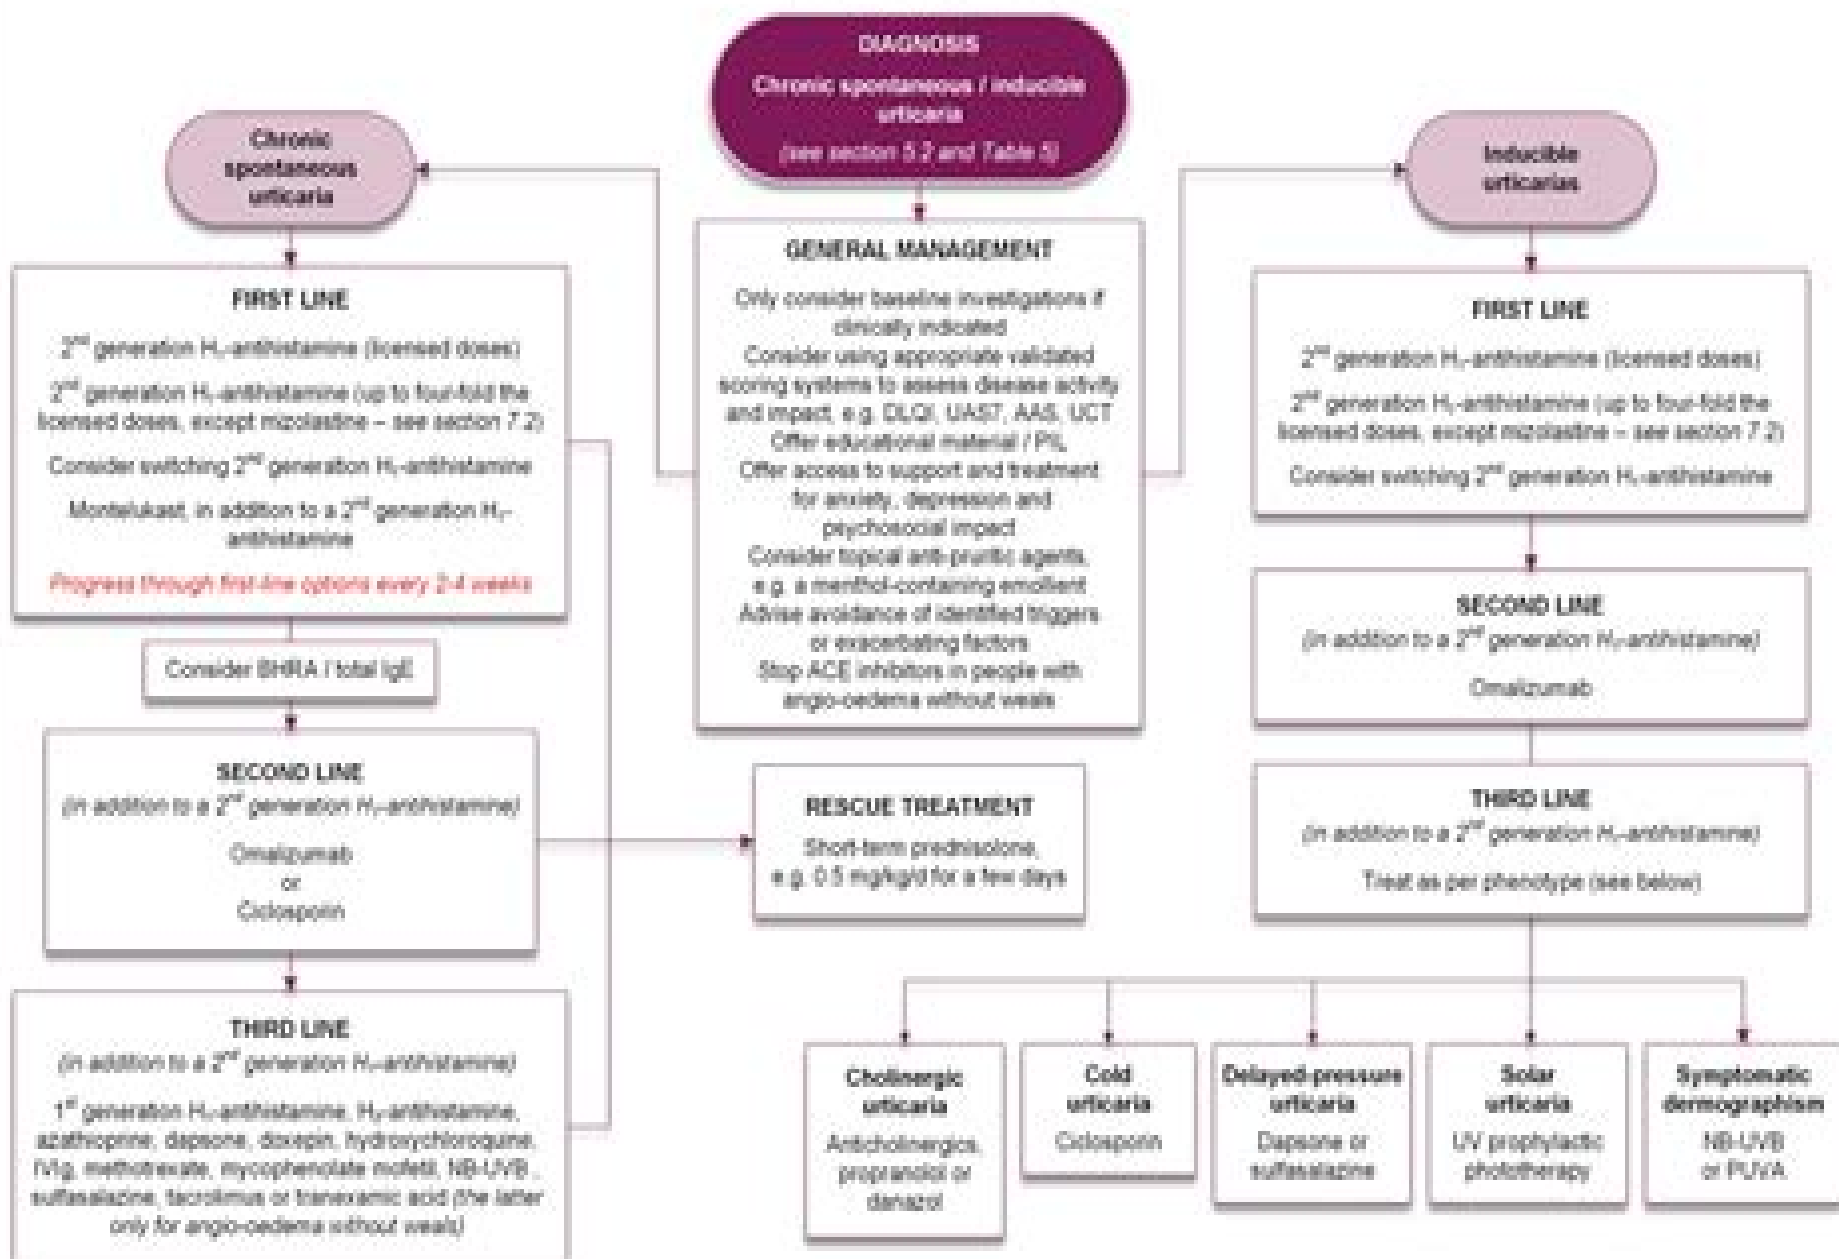 DIAGNOSIS
Chronic spontaneous / inducible
urticaria
(see section 5.2 and Table 5)
Chronic
spontaneous
urticaria
FIRST LINE
2nd generation H1-antihistamine (licensed doses)
2nd generation H1-antihistamine (up to four-fold the
licensed doses, except mizolastine – see section 7.2)
Consider switching 2nd generation H1-antihistamine
Montelukast, in addition to a 2nd generation H1-
antihistamine
Progress through first-line options every 2-4 weeks
Consider BHRA / total IgE
SECOND LINE
(in addition to a 2nd generation H1-antihistamine)
Omalizumab
or
Ciclosporin
THIRD LINE
(in addition to a 2nd generation H1-antihistamine)
1st generation H1-antihistamine, H2-antihistamine,
azathioprine, dapsone, doxepin, hydroxychloroquine,
IVIg, methotrexate, mycophenolate mofetil, NB-UVB,
sulfasalazine, tacrolimus or tranexamic acid (the latter
only for angio-oedema without weals)
GENERAL MANAGEMENT
Only consider baseline investigations if
clinically indicated
Consider using appropriate validated
scoring systems to assess disease activity
and impact, e.g. DLQI, UAS7, AAS, UCT
Offer educational material / PIL
Offer access to support and treatment
for anxiety, depression and
psychosocial impact
Consider topical anti-pruritic agents,
e.g. a menthol-containing emollient
Advise avoidance of identified triggers
or exacerbating factors
Stop ACE inhibitors in people with
angio-oedema without weals
RESCUE TREATMENT
Short-term prednisolone,
e.g. 0.5 mg/kg/d for a few days
Inducible
urticarias
FIRST LINE
2nd generation H1-antihistamine (licensed doses)
2nd generation H1-antihistamine (up to four-fold the
licensed doses, except mizolastine – see section 7.2)
Consider switching 2nd generation H1-antihistamine
SECOND LINE
(in addition to a 2nd generation H1-antihistamine)
Omalizumab
THIRD LINE
(in addition to a 2nd generation H1-antihistamine)
Treat as per phenotype (see below)
Cholinergic
urticaria
Anticholinergics,
propranolol or
danazol
Cold
urticaria
Ciclosporin
Delayed-pressure
urticaria
Dapsone or
sulfasalazine
Solar
urticaria
UV prophylactic
phototherapy
Symptomatic
dermographism
NB-UVB
or PUVA